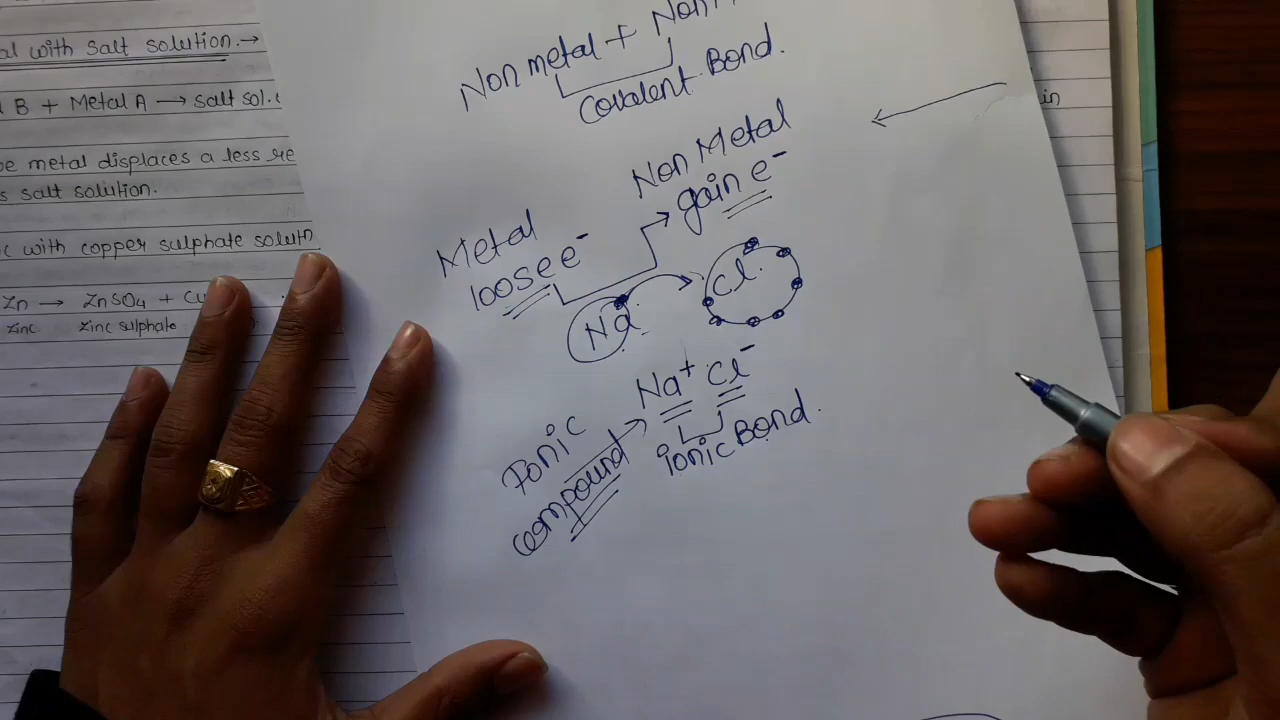 al with salt solution. →
B + Metal A → salt sol.
metal displaces a less re
s salt solution.
c with copper sulphate solutn
Zn → ZnSO4 + Cu
zinc zinc sulphate
in
Non metal + Non
Covalent Bond.
Non Metal
gain e⁻
Metal
loose e⁻
Na
Cl
Na⁺ Cl⁻
ionic Bond.
Ionic
compound →